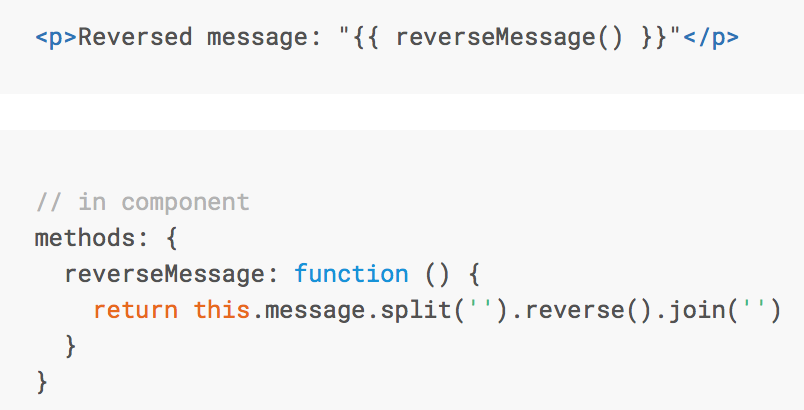 <p>Reversed message: "{{ reverseMessage() }}"</p>
// in component
methods: {
  reverseMessage: function () {
    return this.message.split('').reverse().join('')
  }
}